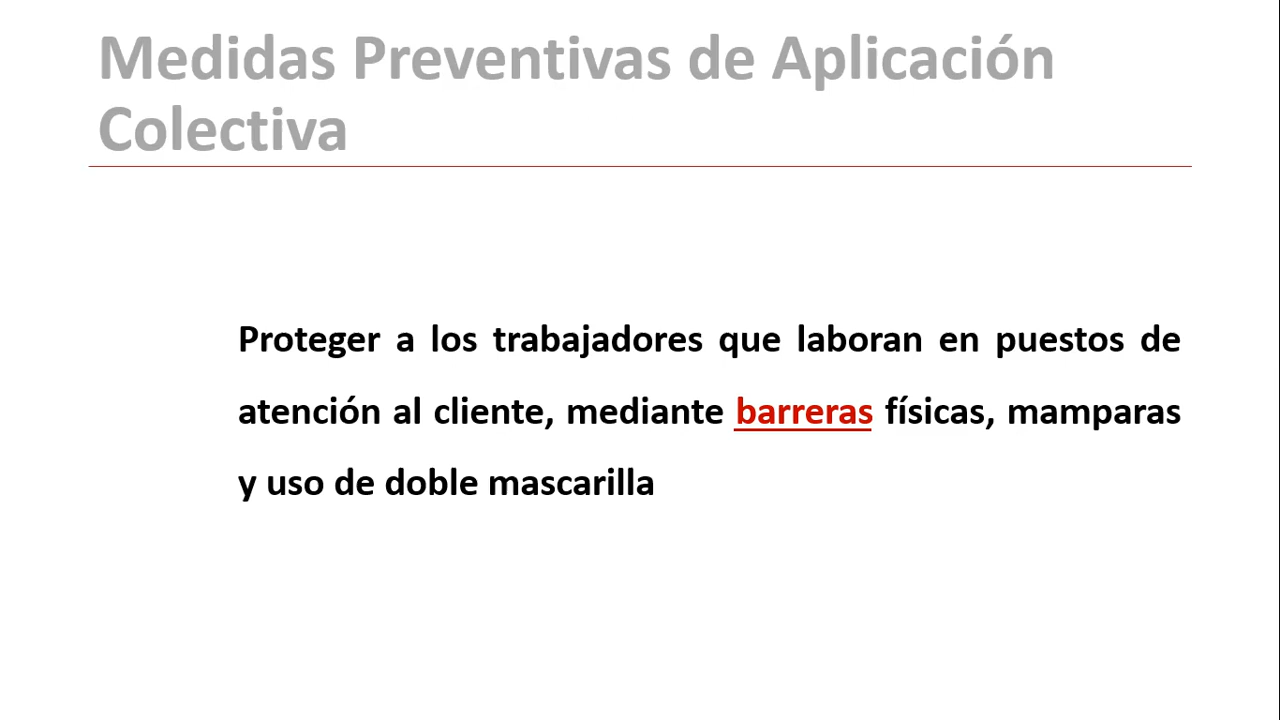 Medidas Preventivas de Aplicación
Colectiva
Proteger a los trabajadores que laboran en puestos de
atención al cliente, mediante barreras físicas, mamparas
y uso de doble mascarilla